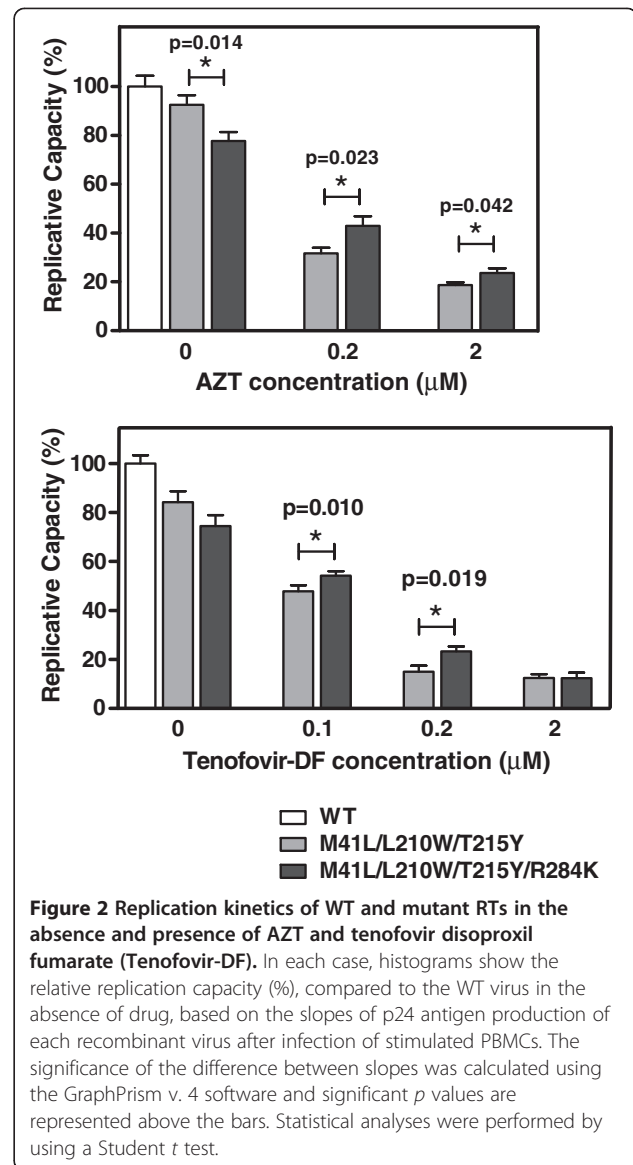 p=0.014
*
p=0.023
*
p=0.042
*
Replicative Capacity (%)
100
80
60
40
20
0
0 0.2 2
AZT concentration (μM)
p=0.010
*
p=0.019
*
Replicative Capacity (%)
100
80
60
40
20
0
0 0.1 0.2 2
Tenofovir-DF concentration (μM)
WT
M41L/L210W/T215Y
M41L/L210W/T215Y/R284K
Figure 2 Replication kinetics of WT and mutant RTs in the
absence and presence of AZT and tenofovir disoproxil
fumarate (Tenofovir-DF). In each case, histograms show the
relative replication capacity (%), compared to the WT virus in the
absence of drug, based on the slopes of p24 antigen production of
each recombinant virus after infection of stimulated PBMCs. The
significance of the difference between slopes was calculated using
the GraphPrism v. 4 software and significant p values are
represented above the bars. Statistical analyses were performed by
using a Student t test.